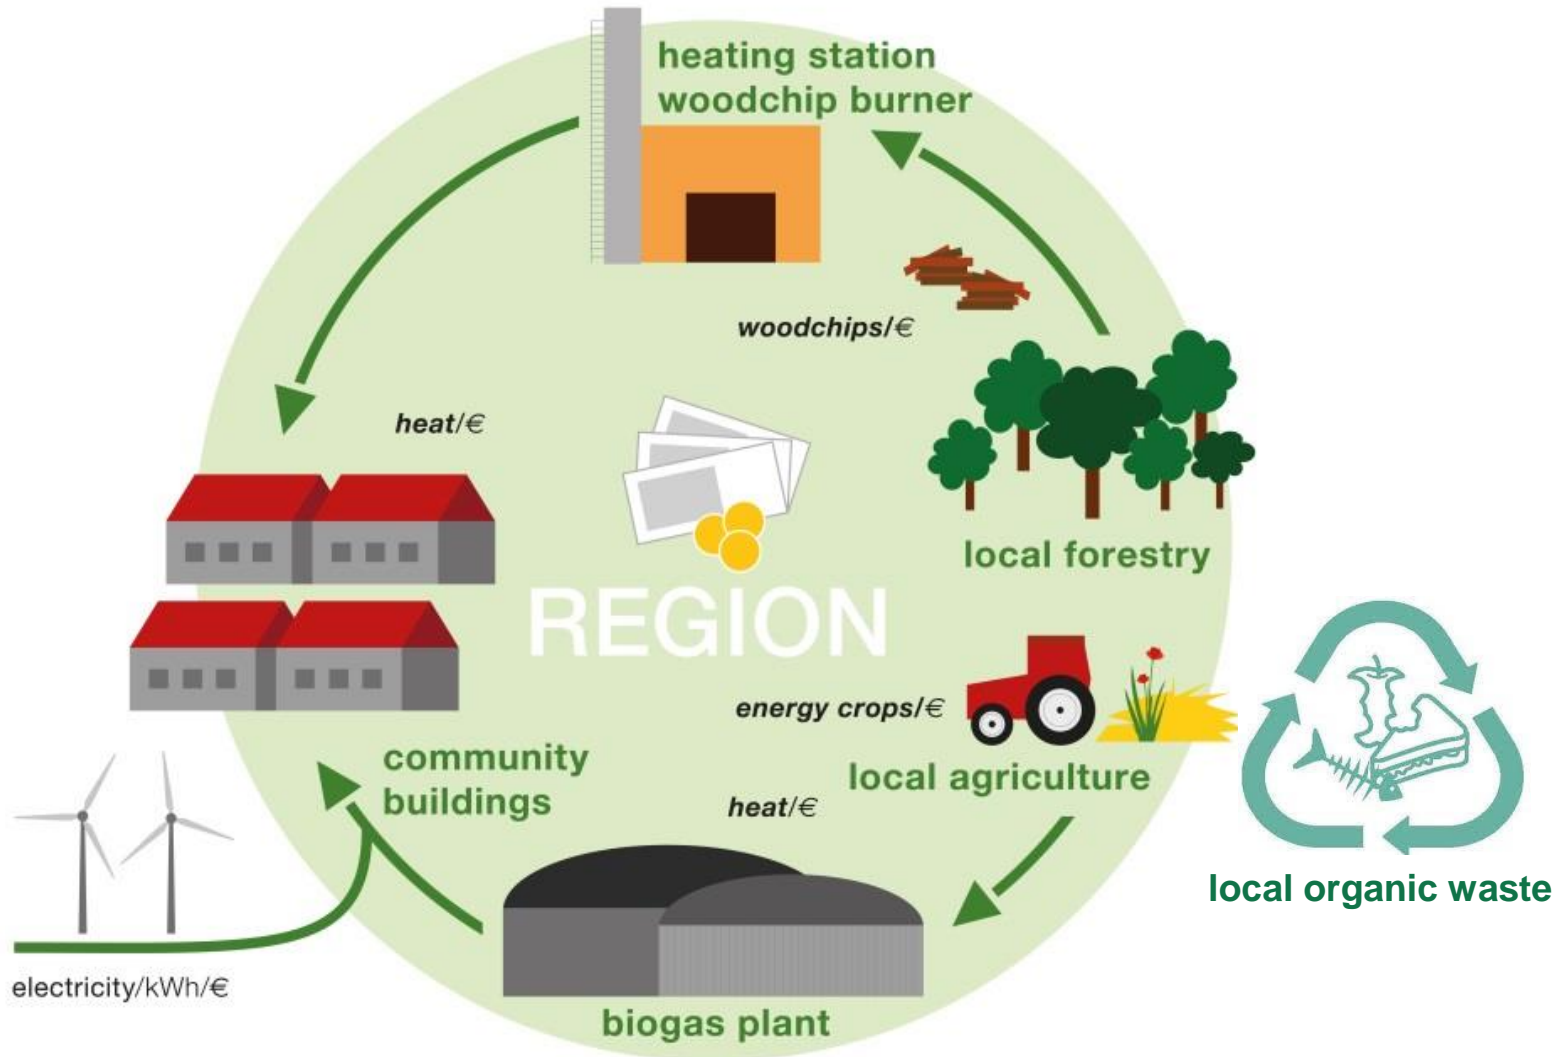 heating station
woodchip burner
woodchips/€
heat/€
local forestry
REGION
energy crops/€
community
buildings
local agriculture
heat/€
local organic waste
electricity/kWh/€
biogas plant